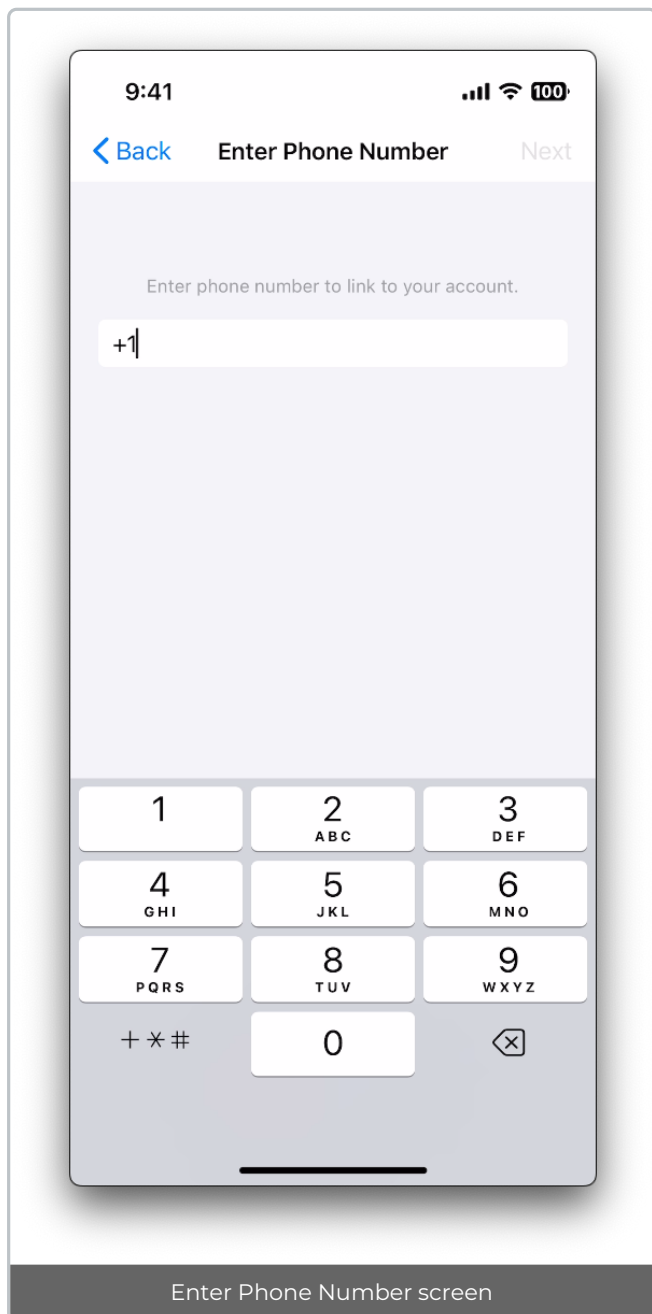 9:41 100
Back Enter Phone Number Next
Enter phone number to link to your account.
+1
1 2 3
ABC DEF
4 5 6
GHI JKL MNO
7 8 9
PQRS TUV WXYZ
+*# 0
Enter Phone Number screen